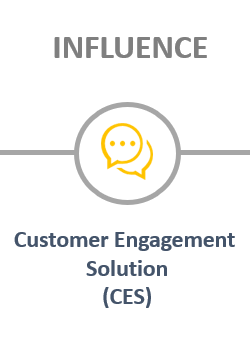 INFLUENCE
Customer Engagement
Solution
(CES)